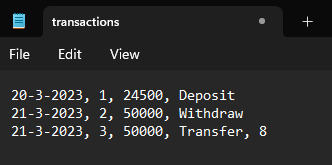 transactions
File Edit View
20-3-2023, 1, 24500, Deposit
21-3-2023, 2, 50000, Withdraw
21-3-2023, 3, 50000, Transfer, 8